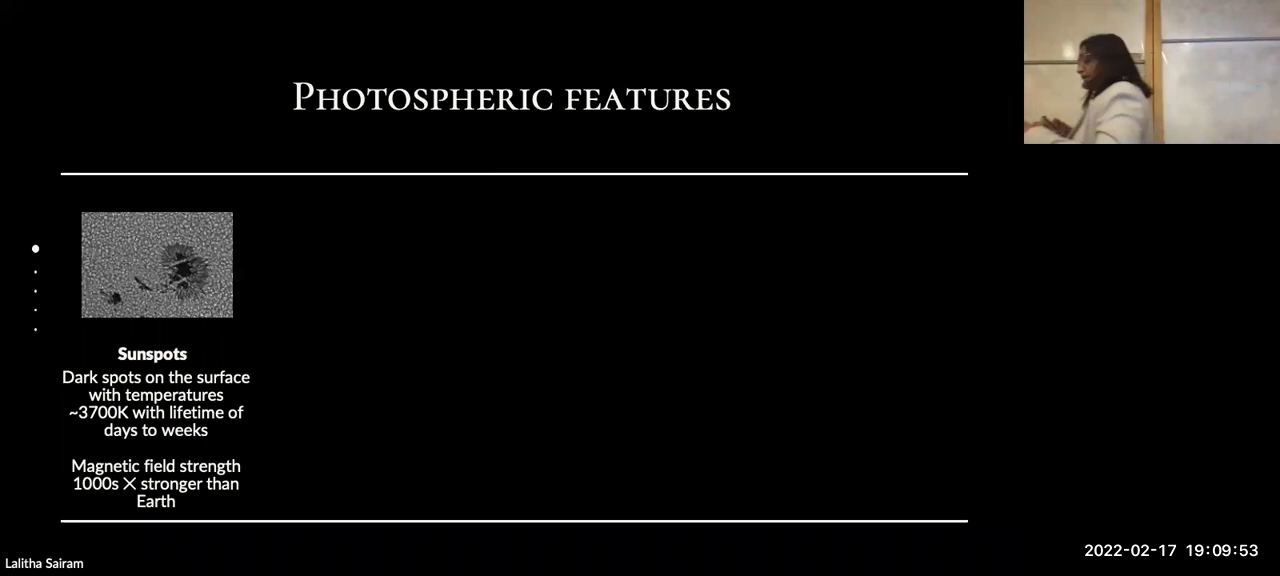 Photospheric features
Sunspots
Dark spots on the surface
with temperatures
~3700K with lifetime of
days to weeks
Magnetic field strength
1000s X stronger than
Earth
2022-02-17 19:09:53
Lalitha Sairam